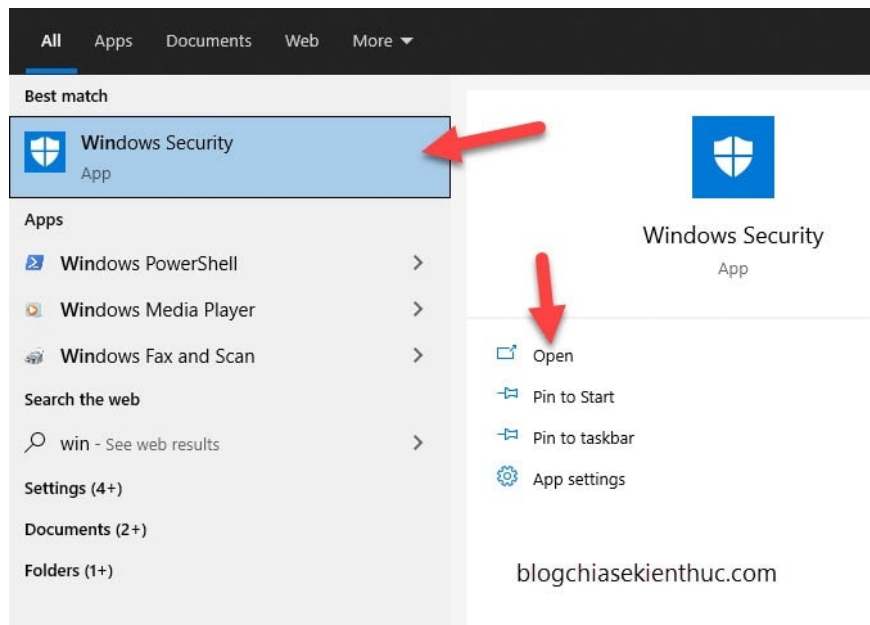 All Apps Documents Web More
Best match
Windows Security
App
Apps
Windows PowerShell
Windows Media Player
Windows Fax and Scan
Search the web
win - See web results
Settings (4+)
Documents (2+)
Folders (1+)
Windows Security
App
Open
Pin to Start
Pin to taskbar
App settings
blogchiasekienthuc.com